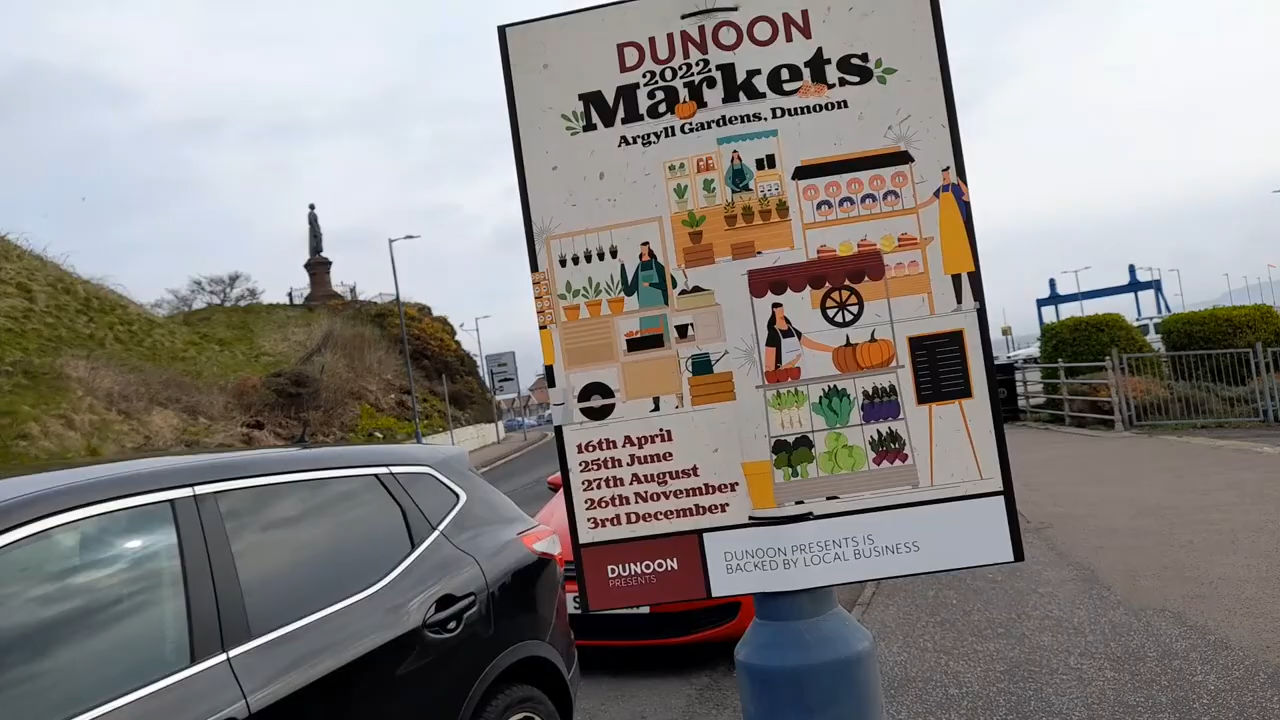 DUNOON
2022
Markets
Argyll Gardens, Dunoon
16th April
25th June
27th August
26th November
3rd December
DUNOON
PRESENTS
DUNOON PRESENTS IS
BACKED BY LOCAL BUSINESS